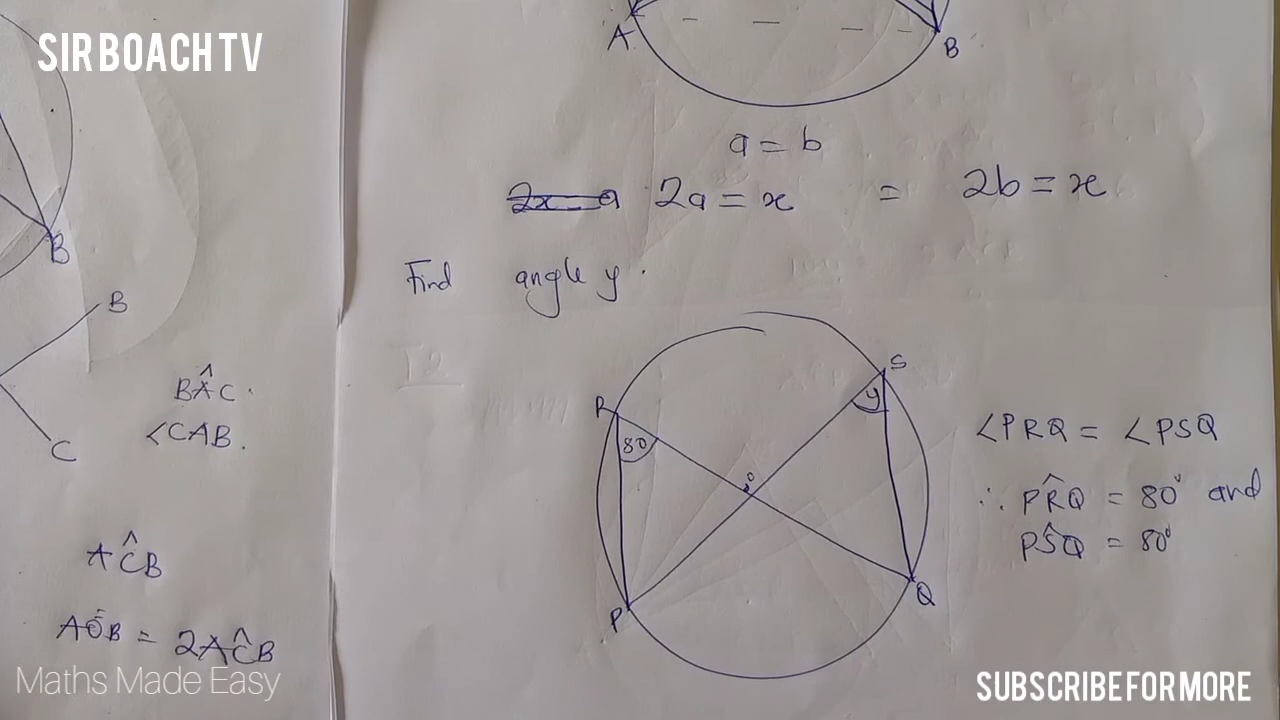 SIR BOACH TV
A
B
a = b
2a = x = 2b = x
Find angle y.
B
B
C
BÂC.
<CAB.
AĈB
AÔB = 2AĈB
R
S
80
y
o
P
Q
∠PRQ = ∠PSQ
∴ PR̂Q = 80° and
PŜQ = 80°
Maths Made Easy
SUBSCRIBE FOR MORE